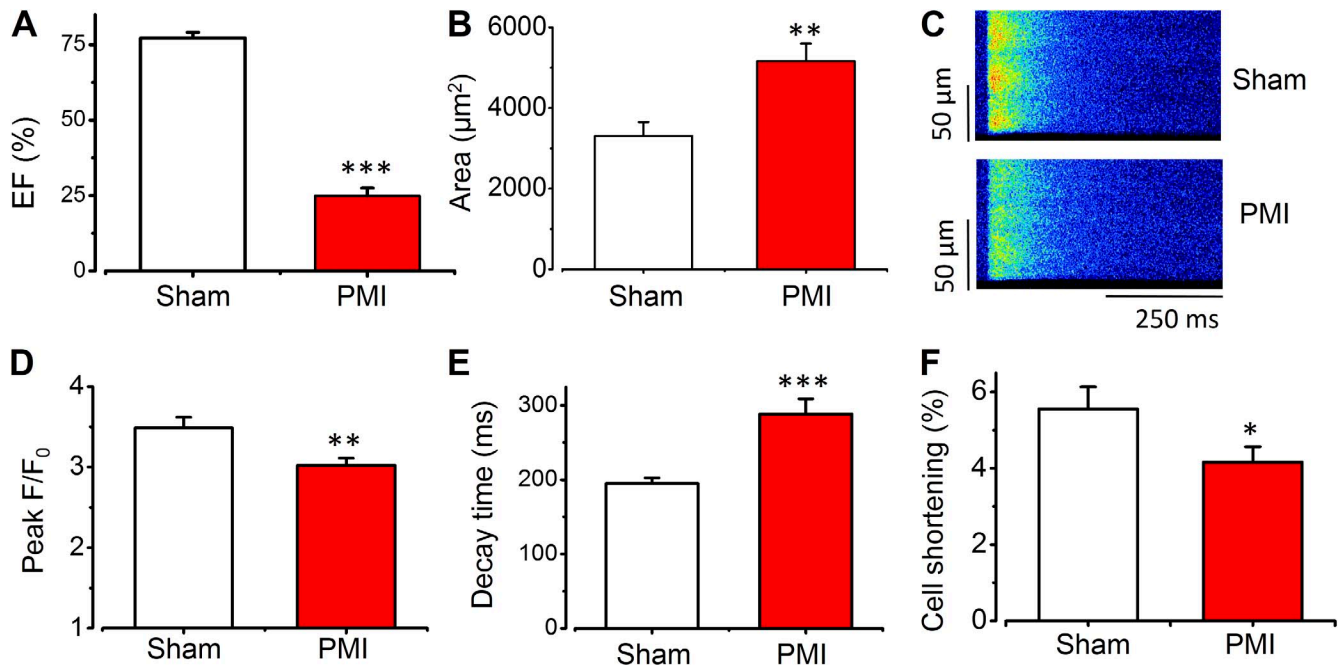 A
EF (%)
75
50
25
0
***
Sham
PMI
B
Area (µm²)
6000
4000
2000
0
**
Sham
PMI
C
50 µm
Sham
50 µm
PMI
250 ms
D
Peak F/F₀
4
3
2
1
**
Sham
PMI
E
Decay time (ms)
300
200
100
0
***
Sham
PMI
F
Cell shortening (%)
6
4
2
0
*
Sham
PMI